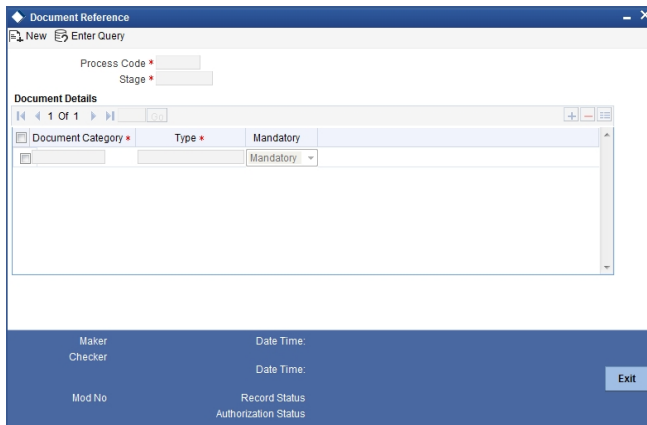 Document Reference
New Enter Query
Process Code *
Stage *
Document Details
1 Of 1 Go
Document Category * Type * Mandatory
Mandatory
Maker Date Time:
Checker
Date Time:
Exit
Mod No Record Status
Authorization Status